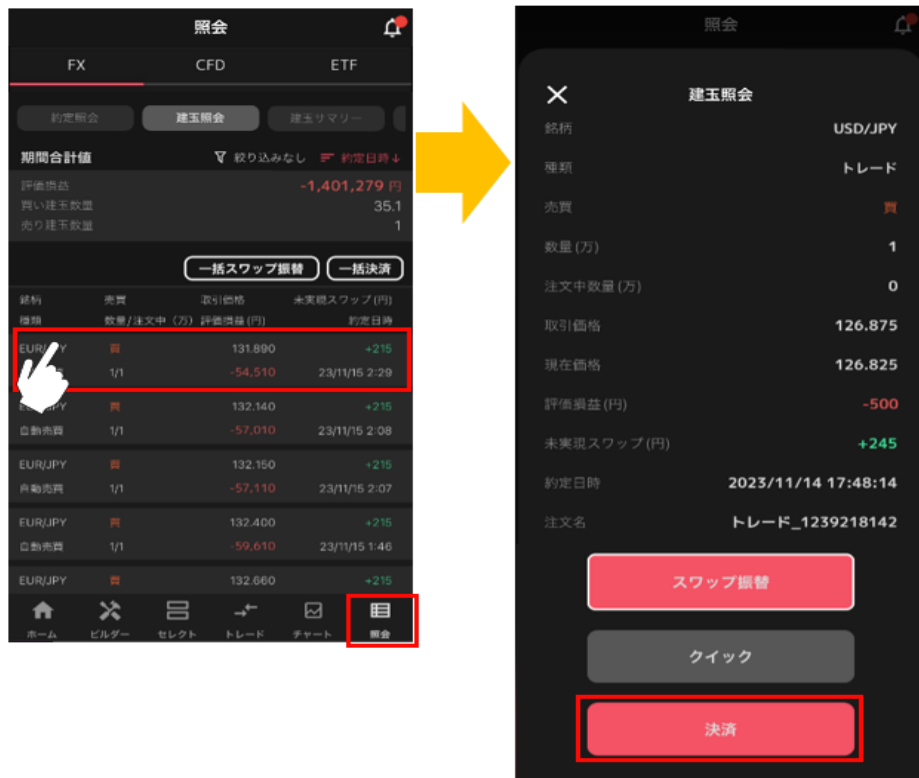 照会
FX CFD ETF
約定照会 建玉照会 建玉サマリー
期間合計値 絞り込みなし 約定日時↓
評価損益 -1,401,279 円
買い建玉数量 35.1
売り建玉数量 1
一括スワップ振替 一括決済
銘柄 売買 取引価格 未実現スワップ(円)
種類 数量/注文中 (万) 評価損益(円) 約定日時
EUR/JPY 買 131.890 +215
1/1 -54,510 23/11/15 2:29
EUR/JPY 買 132.140 +215
自動売買 1/1 -57,010 23/11/15 2:08
EUR/JPY 買 132.150 +215
自動売買 1/1 -57,110 23/11/15 2:07
EUR/JPY 買 132.400 +215
自動売買 1/1 -59,610 23/11/15 1:46
EUR/JPY 買 132.660 +215
ホーム ビルダー セレクト トレード チャート 照会
照会
建玉照会
銘柄 USD/JPY
種類 トレード
売買 買
数量(万) 1
注文中数量(万) 0
取引価格 126.875
現在価格 126.825
評価損益(円) -500
未実現スワップ(円) +245
約定日時 2023/11/14 17:48:14
注文名 トレード_1239218142
スワップ振替
クイック
決済